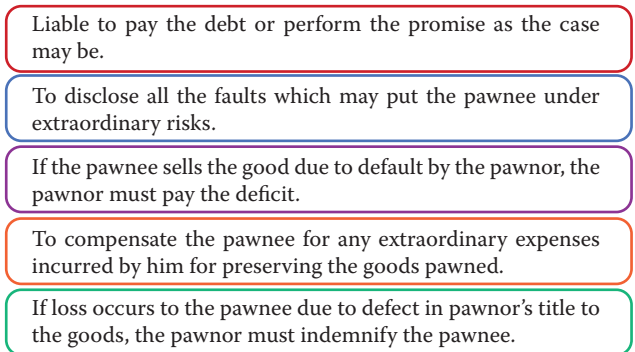 Liable to pay the debt or perform the promise as the case
may be.
To disclose all the faults which may put the pawnee under
extraordinary risks.
If the pawnee sells the good due to default by the pawnor, the
pawnor must pay the deficit.
To compensate the pawnee for any extraordinary expenses
incurred by him for preserving the goods pawned.
If loss occurs to the pawnee due to defect in pawnor’s title to
the goods, the pawnor must indemnify the pawnee.